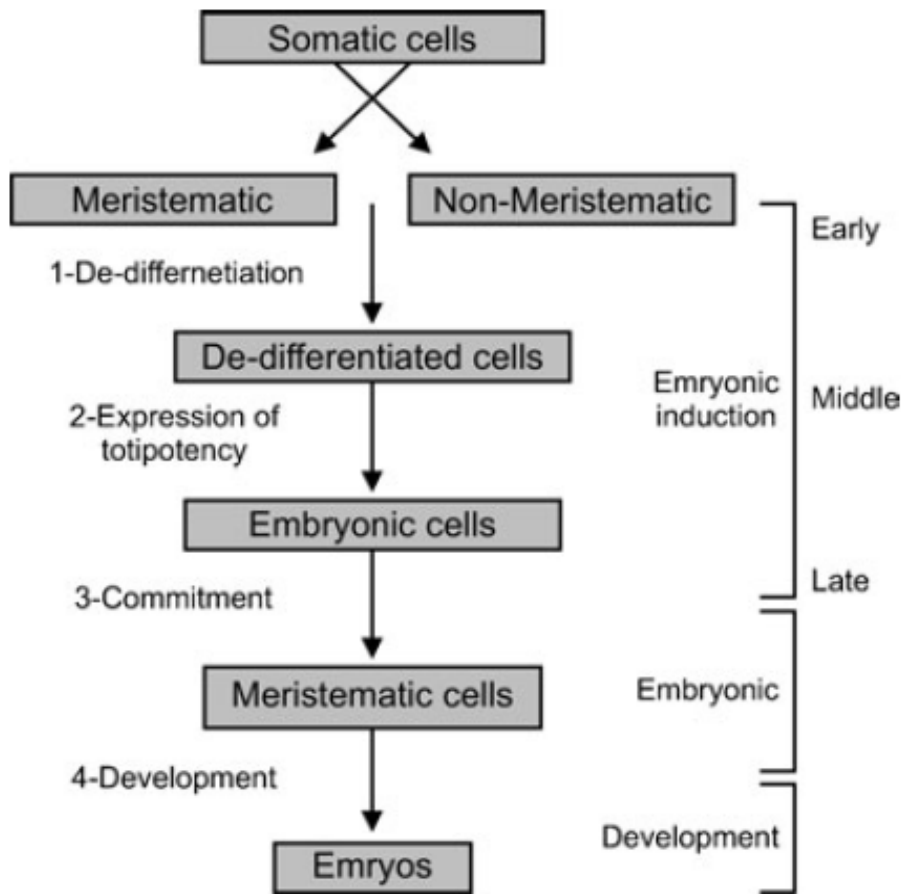 Somatic cells
Meristematic
Non-Meristematic
Early
1-De-differnetiation
De-differentiated cells
Emryonic
induction
Middle
2-Expression of
totipotency
Embryonic cells
Late
3-Commitment
Meristematic cells
Embryonic
4-Development
Development
Emryos